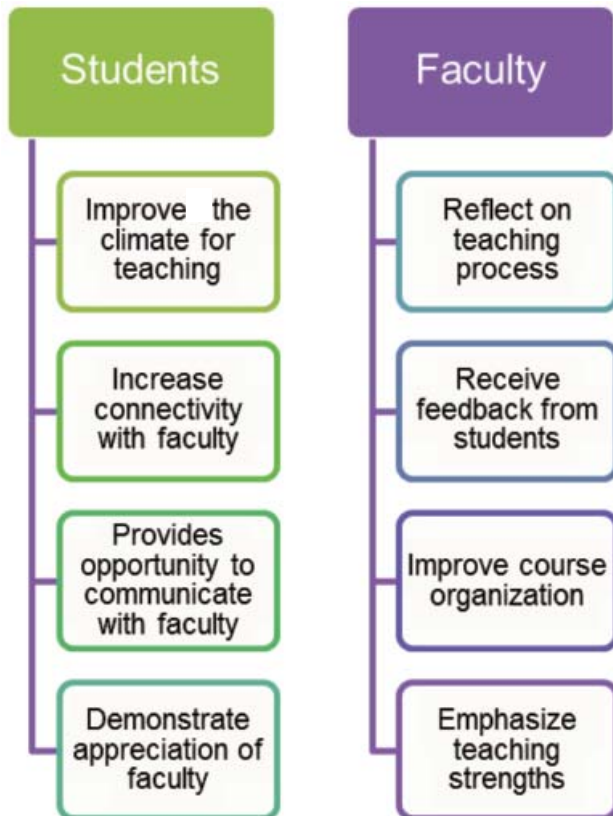 Students
Improve the
climate for
teaching
Increase
connectivity
with faculty
Provides
opportunity to
communicate
with faculty
Demonstrate
appreciation of
faculty
Faculty
Reflect on
teaching
process
Receive
feedback from
students
Improve course
organization
Emphasize
teaching
strengths